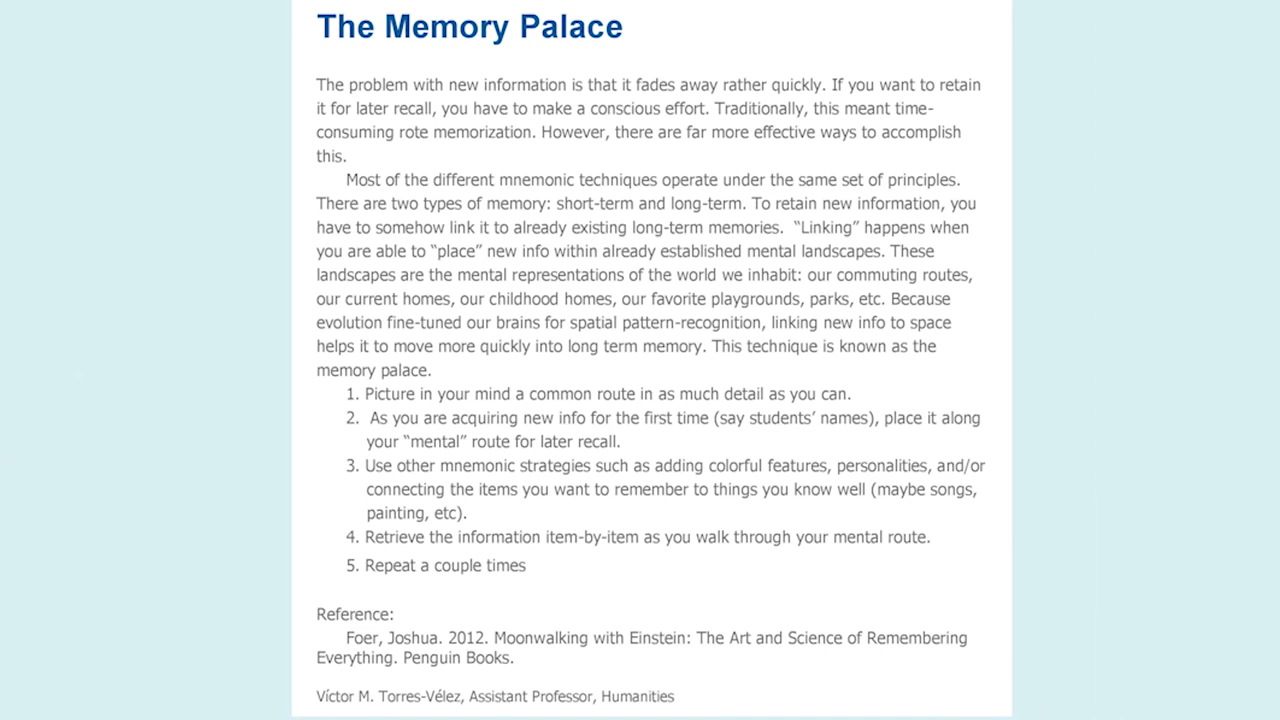 The Memory Palace
The problem with new information is that it fades away rather quickly. If you want to retain
it for later recall, you have to make a conscious effort. Traditionally, this meant time-
consuming rote memorization. However, there are far more effective ways to accomplish
this.
Most of the different mnemonic techniques operate under the same set of principles.
There are two types of memory: short-term and long-term. To retain new information, you
have to somehow link it to already existing long-term memories.  “Linking” happens when
you are able to “place” new info within already established mental landscapes. These
landscapes are the mental representations of the world we inhabit: our commuting routes,
our current homes, our childhood homes, our favorite playgrounds, parks, etc. Because
evolution fine-tuned our brains for spatial pattern-recognition, linking new info to space
helps it to move more quickly into long term memory. This technique is known as the
memory palace.
1. Picture in your mind a common route in as much detail as you can.
2.  As you are acquiring new info for the first time (say students’ names), place it along
your “mental” route for later recall.
3. Use other mnemonic strategies such as adding colorful features, personalities, and/or
connecting the items you want to remember to things you know well (maybe songs,
painting, etc).
4. Retrieve the information item-by-item as you walk through your mental route.
5. Repeat a couple times
Reference:
Foer, Joshua. 2012. Moonwalking with Einstein: The Art and Science of Remembering
Everything. Penguin Books.
Víctor M. Torres-Vélez, Assistant Professor, Humanities